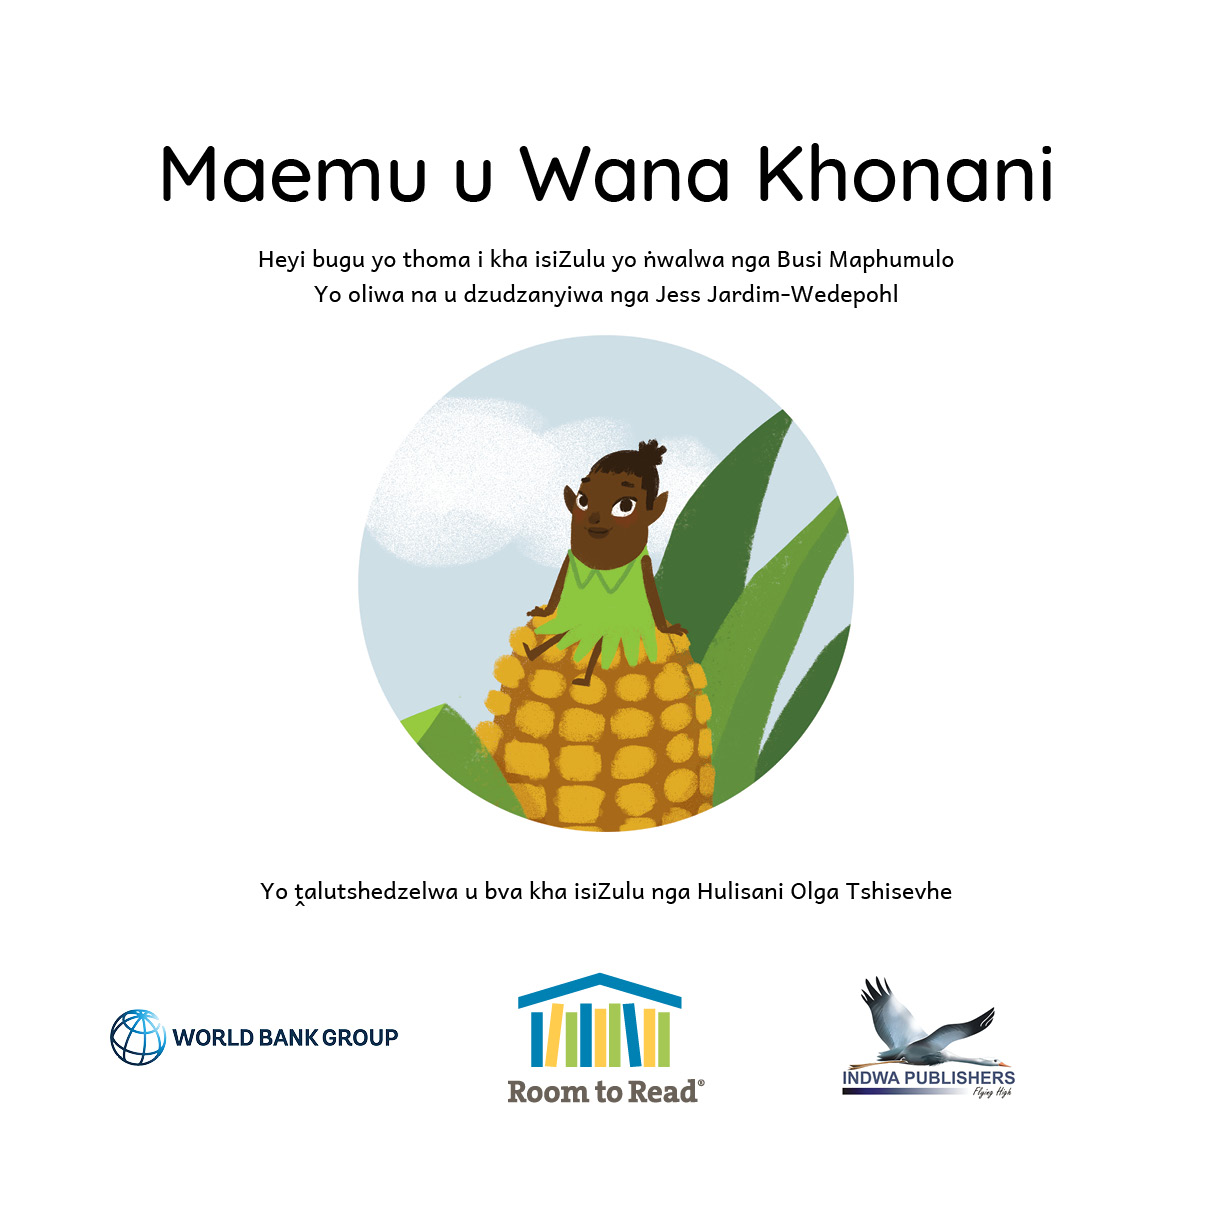 Maemu u Wana Khonani
Heyi bugu yo thoma i kha isiZulu yo ṅwalwa nga Busi Maphumulo
Yo oliwa na u dzudzanyiwa nga Jess Jardim-Wedepohl
Yo ṱalutshedzelwa u bva kha isiZulu nga Hulisani Olga Tshisevhe
WORLD BANK GROUP
Room to Read®
INDWA PUBLISHERS
Flying High